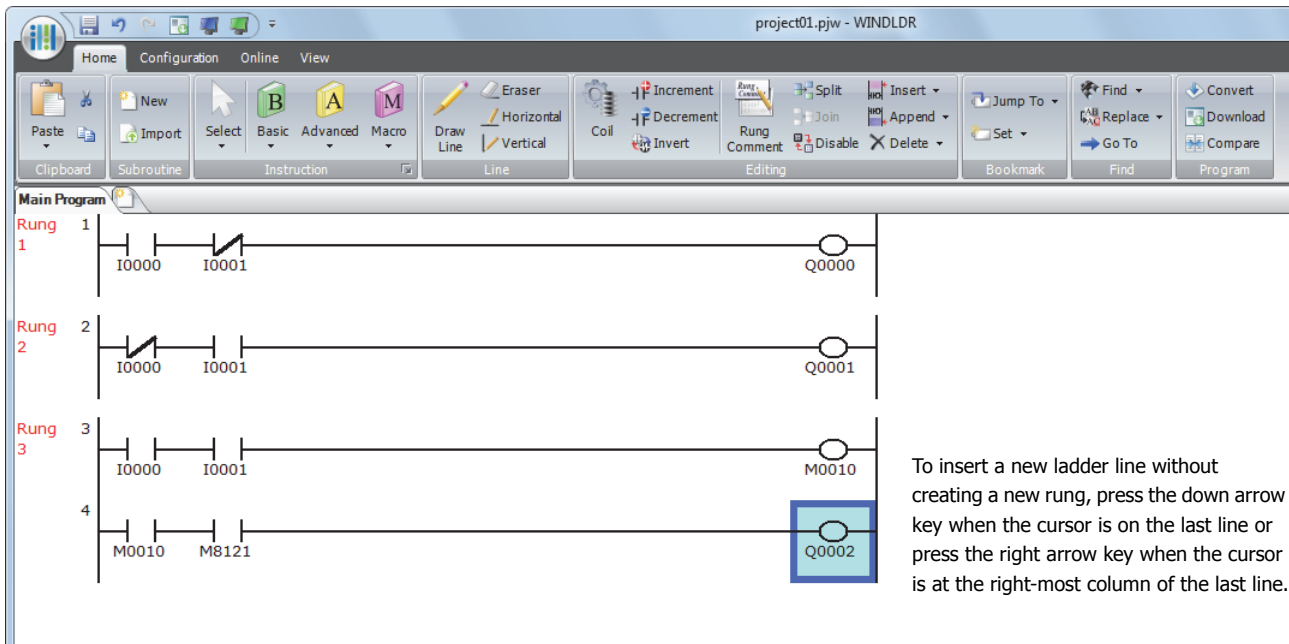 project01.pjw - WINDLDR
Home Configuration Online View
Paste
Clipboard
New
Import
Subroutine
Select
B
Basic
A
Advanced
M
Macro
Instruction
Draw Line
Eraser
Horizontal
Vertical
Line
Coil
Increment
Decrement
Invert
Rung Comment
Rung Comment
Split
Join
Disable
Insert
Append
Delete
Editing
Jump To
Set
Bookmark
Find
Replace
Go To
Find
Convert
Download
Compare
Program
Main Program
Rung 1
1
I0000 I0001 Q0000
Rung 2
2
I0000 I0001 Q0001
Rung 3
3
I0000 I0001 M0010
4
M0010 M8121 Q0002
To insert a new ladder line without
creating a new rung, press the down arrow
key when the cursor is on the last line or
press the right arrow key when the cursor
is at the right-most column of the last line.